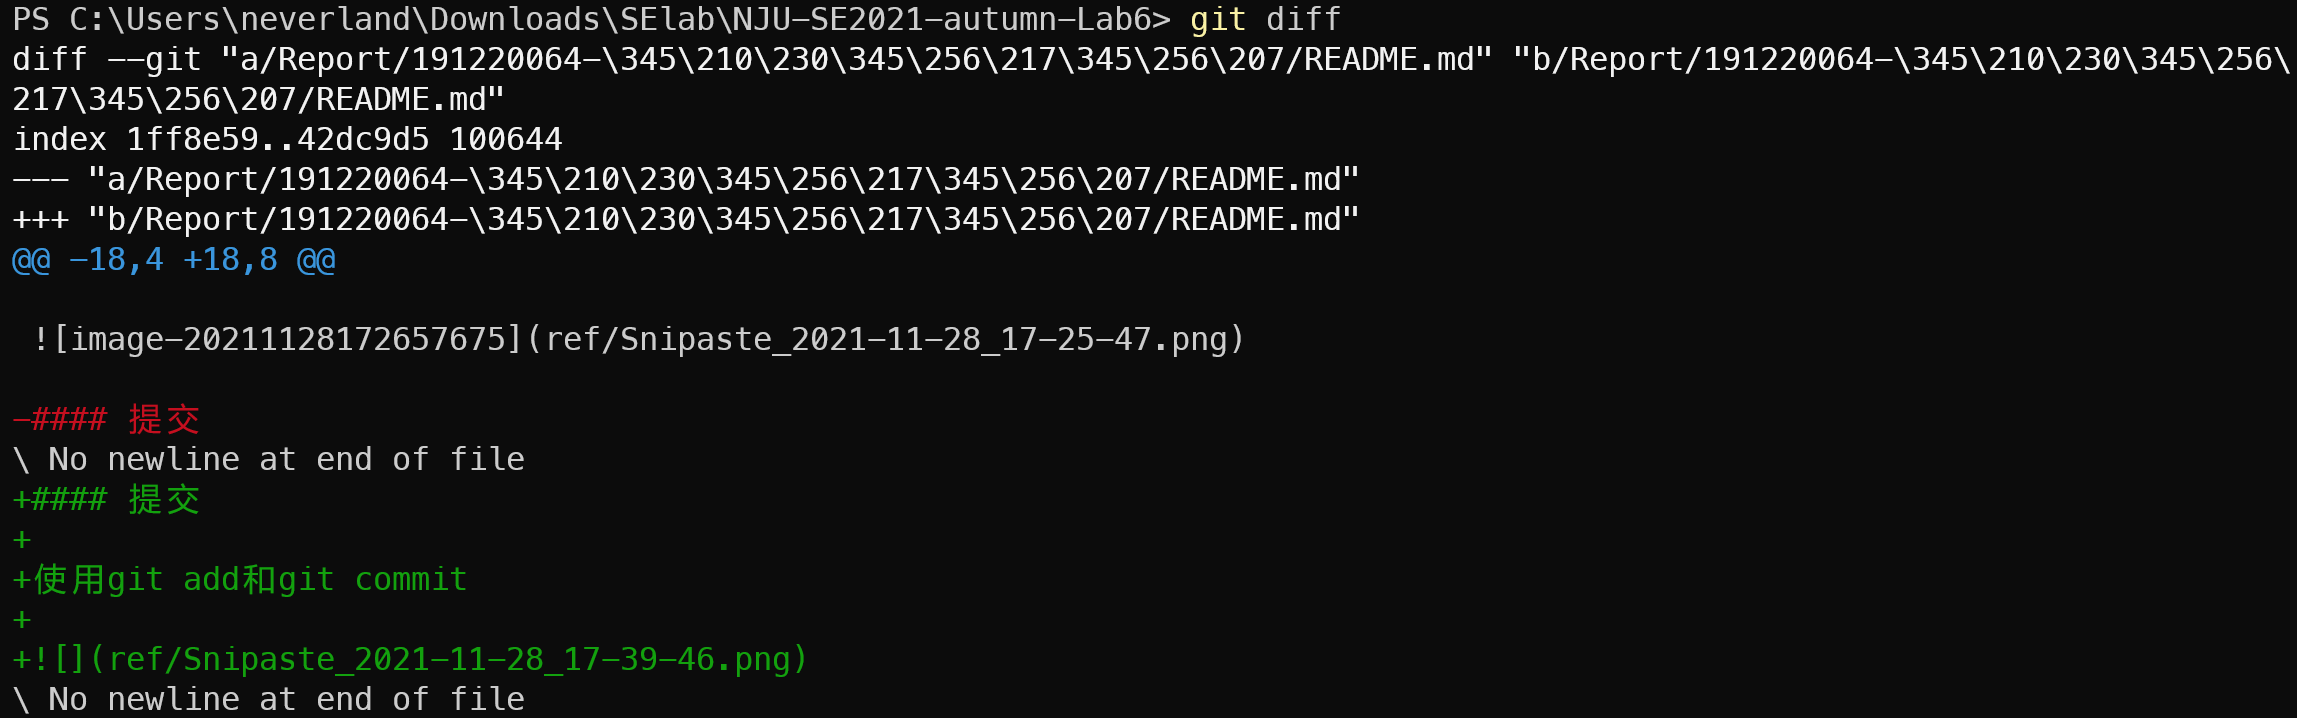 PS C:\Users\neverland\Downloads\SElab\NJU-SE2021-autumn-Lab6> git diff
diff --git "a/Report/191220064-\345\210\230\345\256\217\345\256\207/README.md" "b/Report/191220064-\345\210\230\345\256\
217\345\256\207/README.md"
index 1ff8e59..42dc9d5 100644
--- "a/Report/191220064-\345\210\230\345\256\217\345\256\207/README.md"
+++ "b/Report/191220064-\345\210\230\345\256\217\345\256\207/README.md"
@@ -18,4 +18,8 @@
 ![image-20211128172657675](ref/Snipaste_2021-11-28_17-25-47.png)
-#### 提交
\ No newline at end of file
+#### 提交
+
+使用git add和git commit
+
+![](ref/Snipaste_2021-11-28_17-39-46.png)
\ No newline at end of file